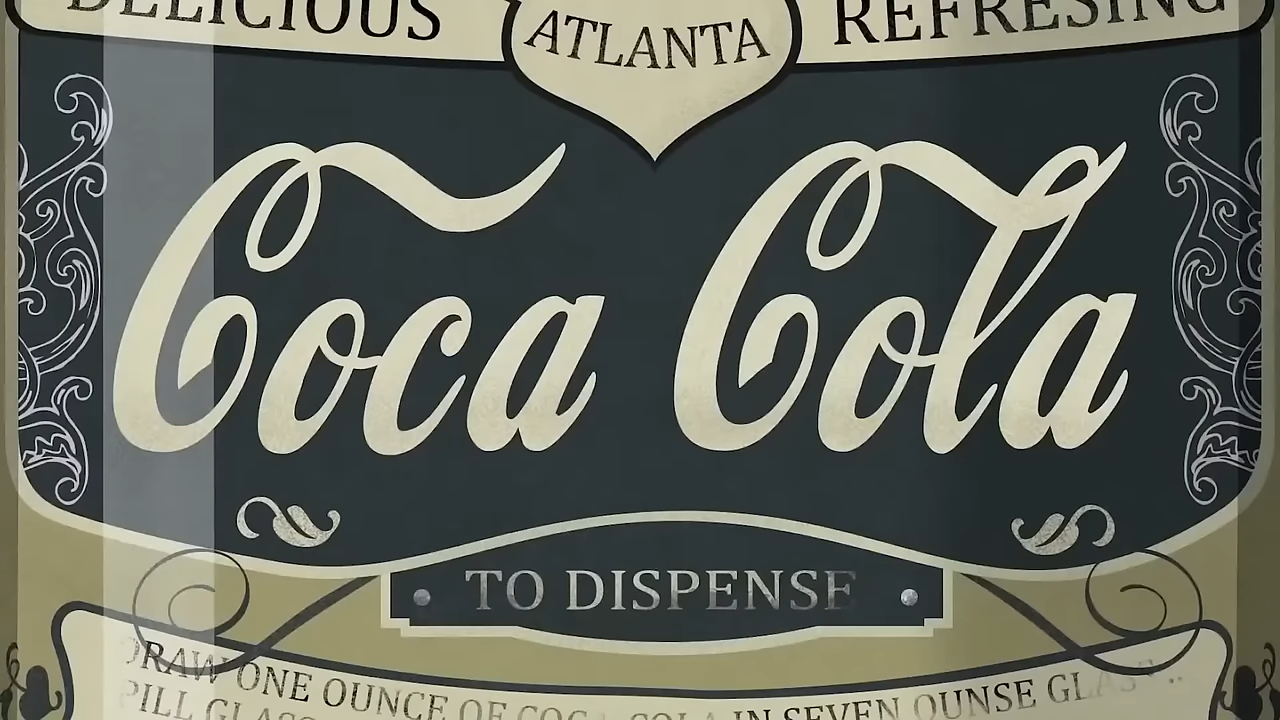 DELICIOUS ATLANTA REFRESING
Coca Cola
TO DISPENSE
DRAW ONE OUNCE OF COCA COLA IN SEVEN OUNSE GLASS..